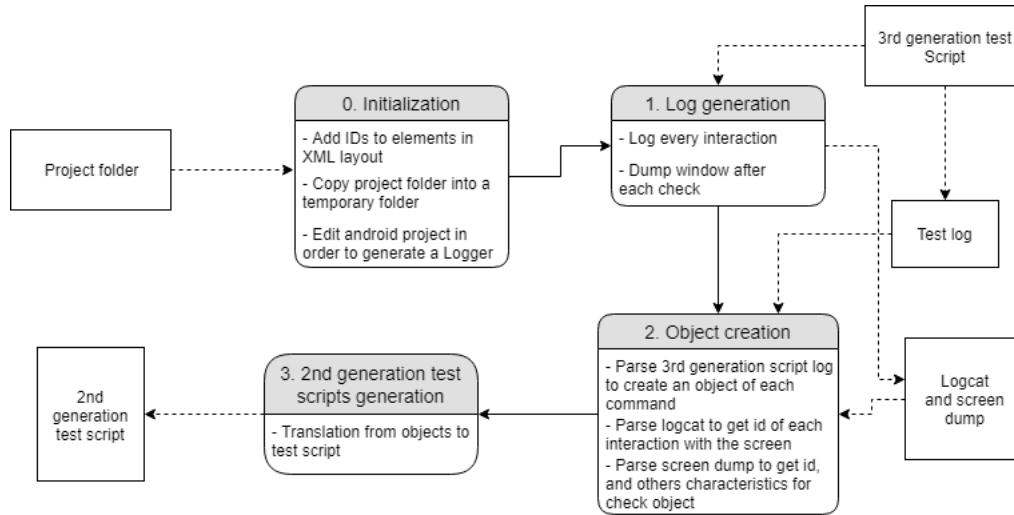 3rd generation test
Script
0. Initialization
- Add IDs to elements in
XML layout
- Copy project folder into a
temporary folder
- Edit android project in
order to generate a Logger
1. Log generation
- Log every interaction
- Dump window after
each check
Project folder
Test log
2. Object creation
- Parse 3rd generation script log
to create an object of each
command
- Parse logcat to get id of each
interaction with the screen
- Parse screen dump to get id,
and others characteristics for
check object
Logcat
and screen
dump
3. 2nd generation test
scripts generation
- Translation from objects to
test script
2nd
generation
test script